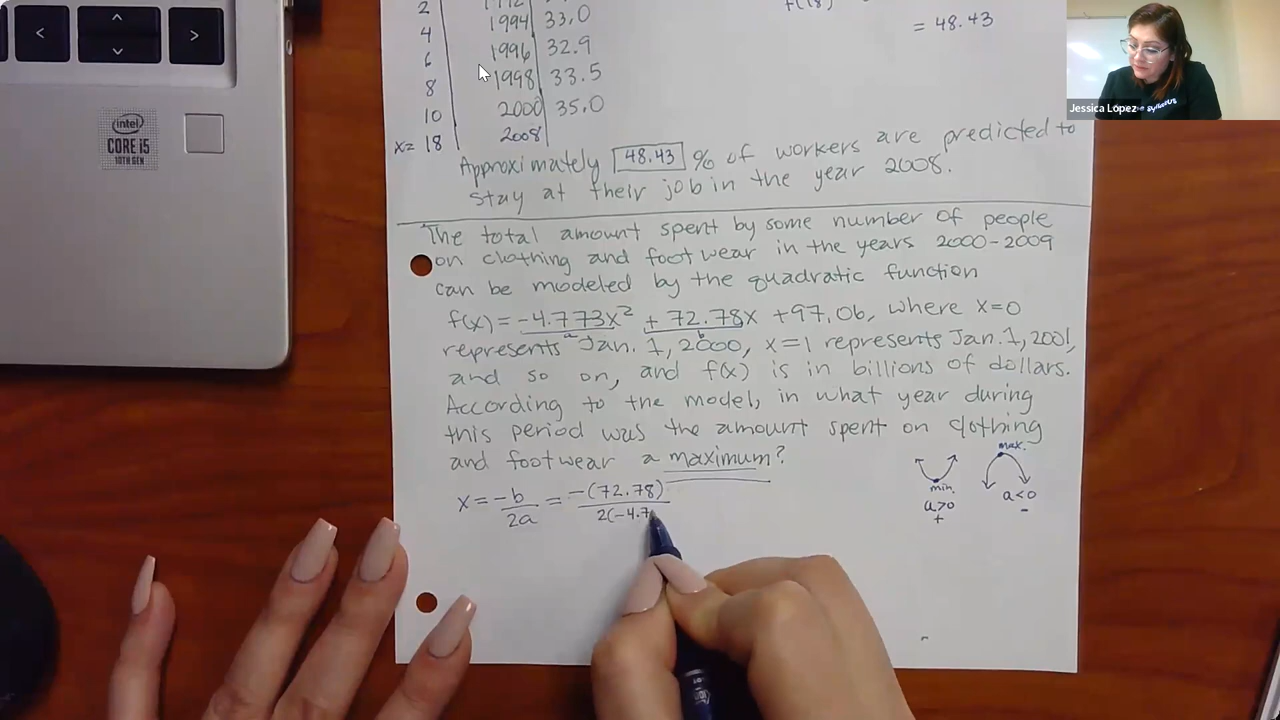 2
4 1994 33.0
6 1996 32.9
8 1998 33.5
10 2000 35.0
x= 18 2008
f(18)
= 48.43
Jessica López
intel
CORE i5
10TH GEN
Approximately 48.43 % of workers are predicted to
stay at their job in the year 2008.
The total amount spent by some number of people
on clothing and footwear in the years 2000-2009
can be modeled by the quadratic function
f(x) = -4.773x² + 72.78x + 97.06, where x=0
a b
represents Jan. 1, 2000, x=1 represents Jan. 1, 2001,
and so on, and f(x) is in billions of dollars.
According to the model, in what year during
this period was the amount spent on clothing
and footwear a maximum?
x = -b/2a = -(72.78)/2(-4.7
min.
a>0
+
max.
a<0
-